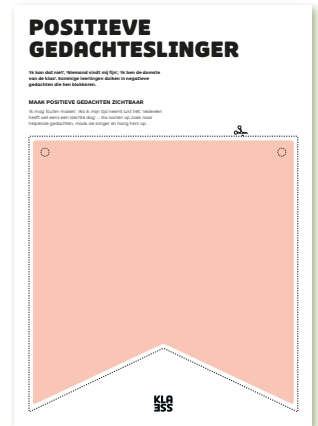 POSITIEVE
GEDACHTESLINGER
'Ik kan dat niet', 'Niemand vindt mij fijn', 'Ik ben de domste
van de klas'. Sommige leerlingen duiken in negatieve
gedachten die hen blokkeren.
MAAK POSITIEVE GEDACHTEN ZICHTBAAR
'Ik mag fouten maken', 'Als ik mijn tijd neem lukt het', 'Iedereen
heeft wel eens een slechte dag' ... Ga samen op zoek naar
helpende gedachten, maak de slinger en hang hem op.
KLA
SSE